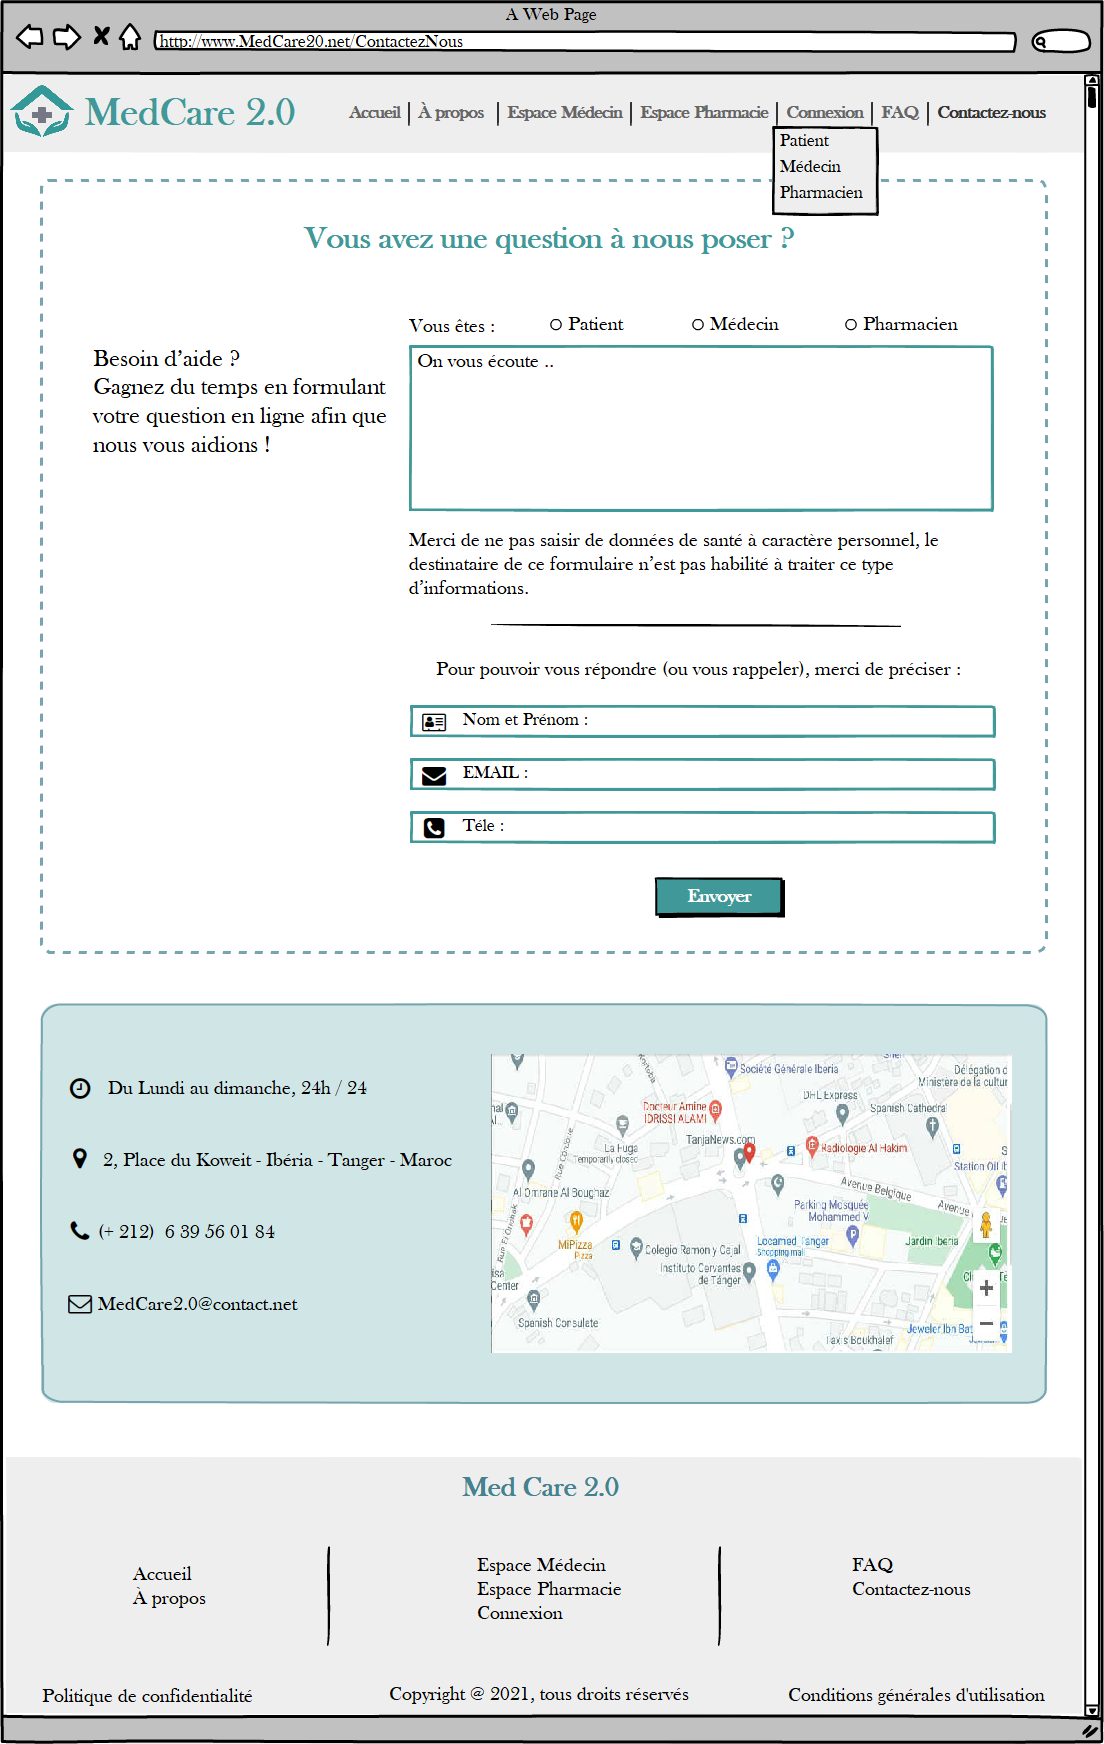 A Web Page
http://www.MedCare20.net/ContactezNous
MedCare 2.0
Accueil
À propos
Espace Médecin
Espace Pharmacie
Connexion
FAQ
Contactez-nous
Patient
Médecin
Pharmacien
Vous avez une question à nous poser ?
Besoin d’aide ?
Gagnez du temps en formulant
votre question en ligne afin que
nous vous aidions !
Vous êtes :
Patient
Médecin
Pharmacien
On vous écoute ..
Merci de ne pas saisir de données de santé à caractère personnel, le
destinataire de ce formulaire n’est pas habilité à traiter ce type
d’informations.
Pour pouvoir vous répondre (ou vous rappeler), merci de préciser :
Nom et Prénom :
EMAIL :
Téle :
Envoyer
Du Lundi au dimanche, 24h / 24
2, Place du Koweit - Ibéria - Tanger - Maroc
(+ 212)  6 39 56 01 84
MedCare2.0@contact.net
Société Générale Iberia
Délégation d
Ministère de la cultur
DHL Express
Docteur Amine
IDRISSI ALAMI
Spanish Cathedral
TanjaNews.com
La Fuga
Temporarily closed
Radiologie Al Hakim
Station Oil
Al Omrane Al Boughaz
Avenue Belgique
Avenue
Parking Mosquée
Mohammed V
MiPizza
Pizza
Colegio Ramon y Cajal
Locamed Tanger
Shopping mall
Jardin Iberia
Instituto Cervantes
de Tánger
Center
Spanish Consulate
Jeweler Ibn Bat
Taxis Boukhalef
+
−
Med Care 2.0
Accueil
À propos
Espace Médecin
Espace Pharmacie
Connexion
FAQ
Contactez-nous
Politique de confidentialité
Copyright @ 2021, tous droits réservés
Conditions générales d'utilisation